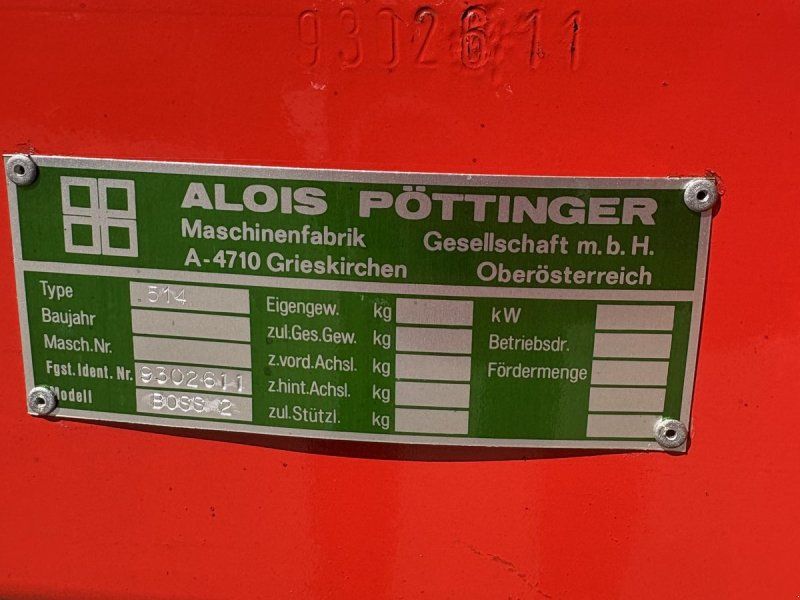 9302611
ALOIS PÖTTINGER
Maschinenfabrik Gesellschaft m.b.H.
A-4710 Grieskirchen Oberösterreich
Type 514
Baujahr
Masch.Nr.
Fgst.Ident.Nr. 9302611
Modell BOSS 2
Eigengew. kg
zul.Ges.Gew. kg
z.vord.Achsl. kg
z.hint.Achsl. kg
zul.Stützl. kg
kW
Betriebsdr.
Fördermenge